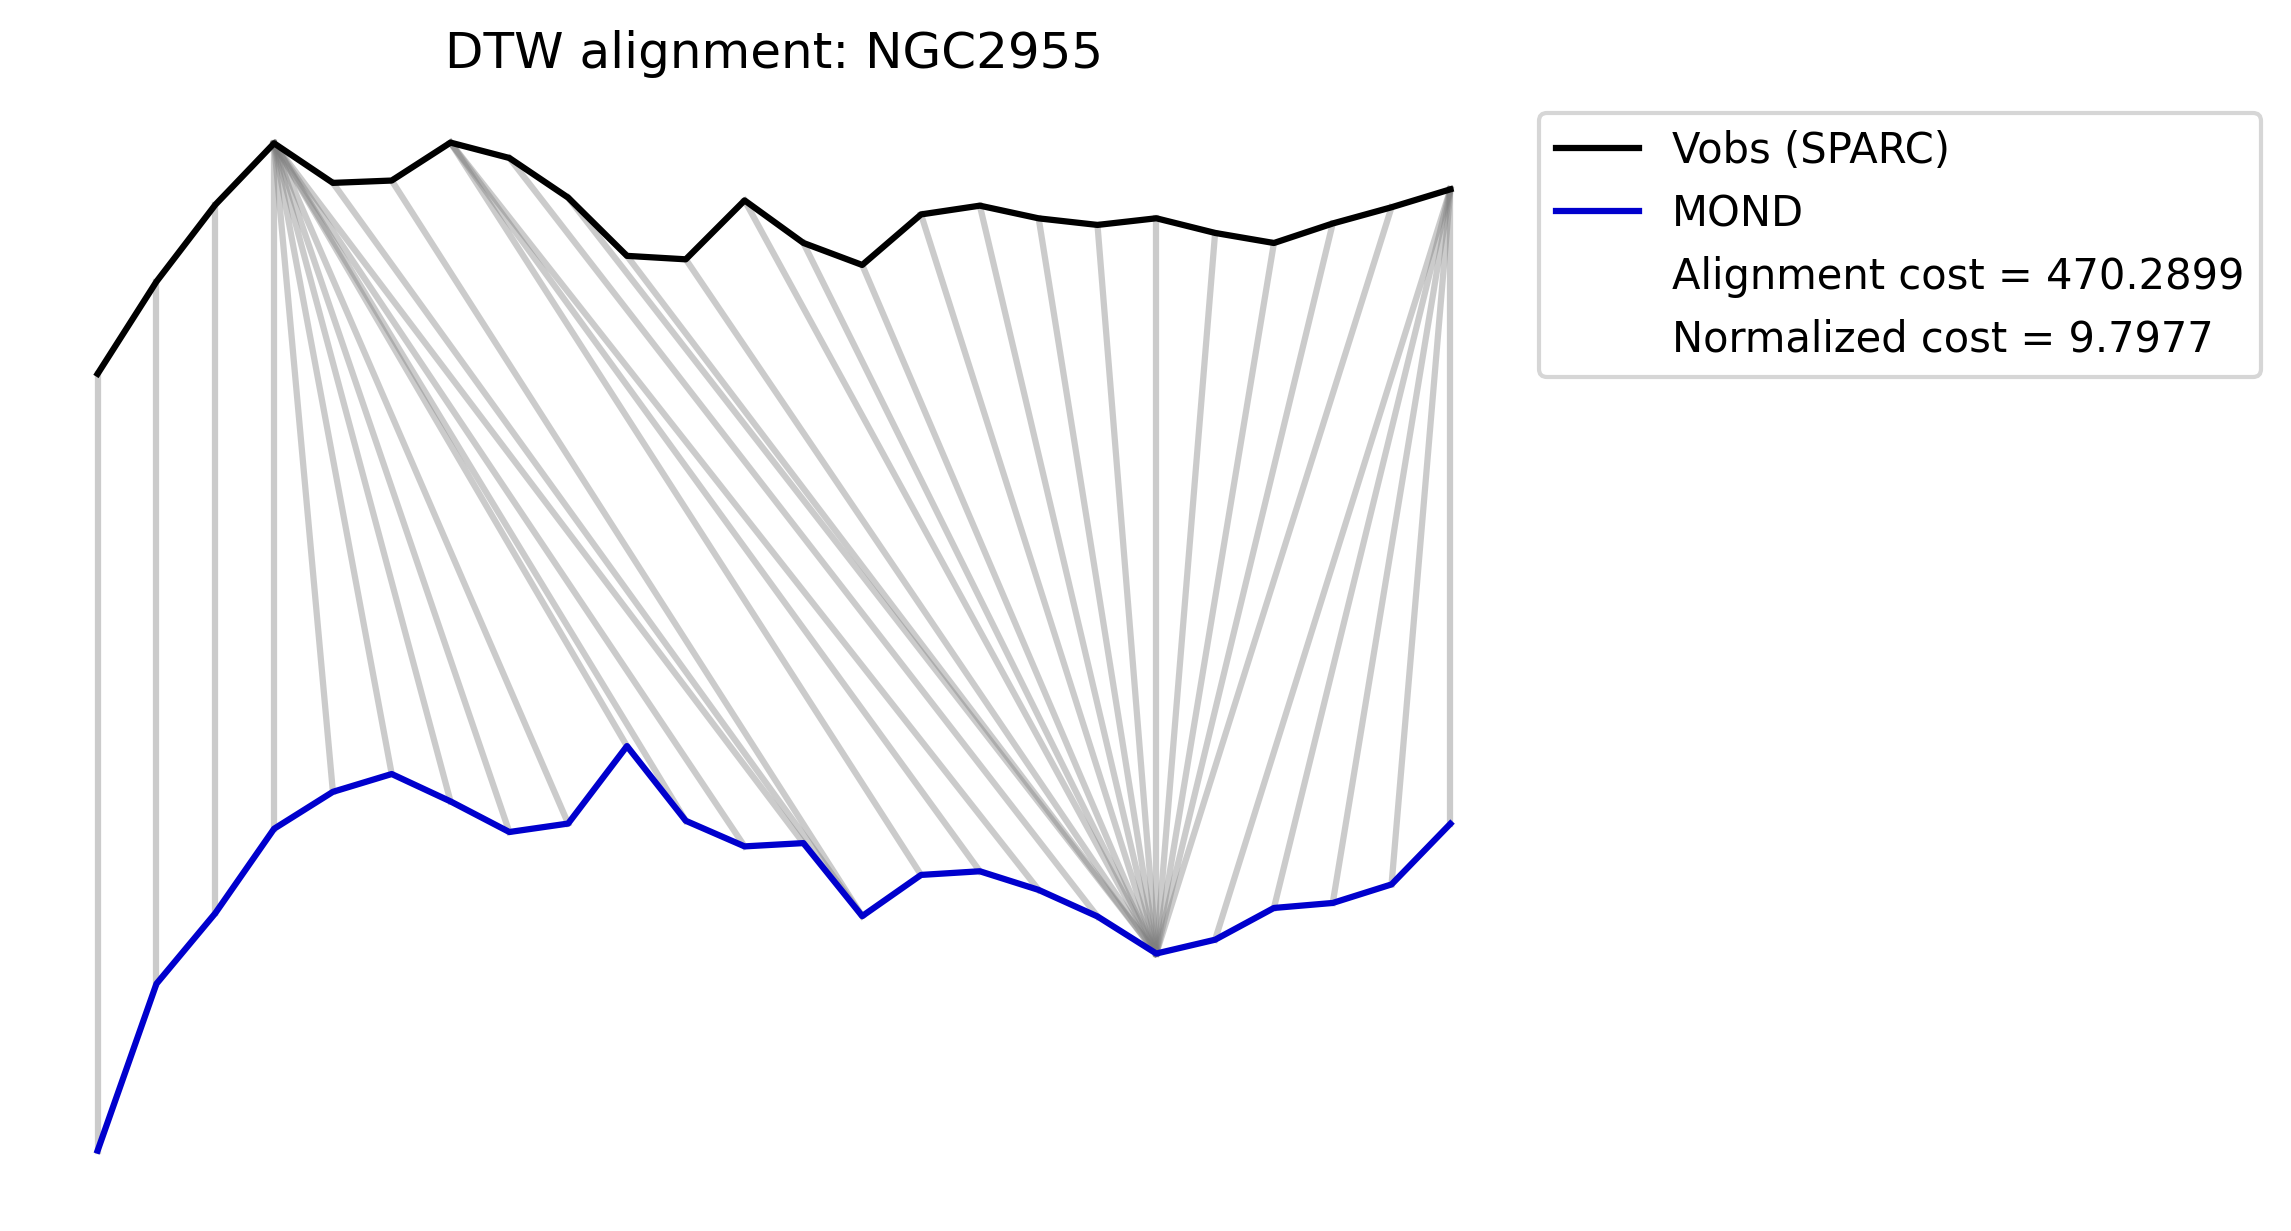 DTW alignment: NGC2955
Vobs (SPARC)
MOND
Alignment cost = 470.2899
Normalized cost = 9.7977